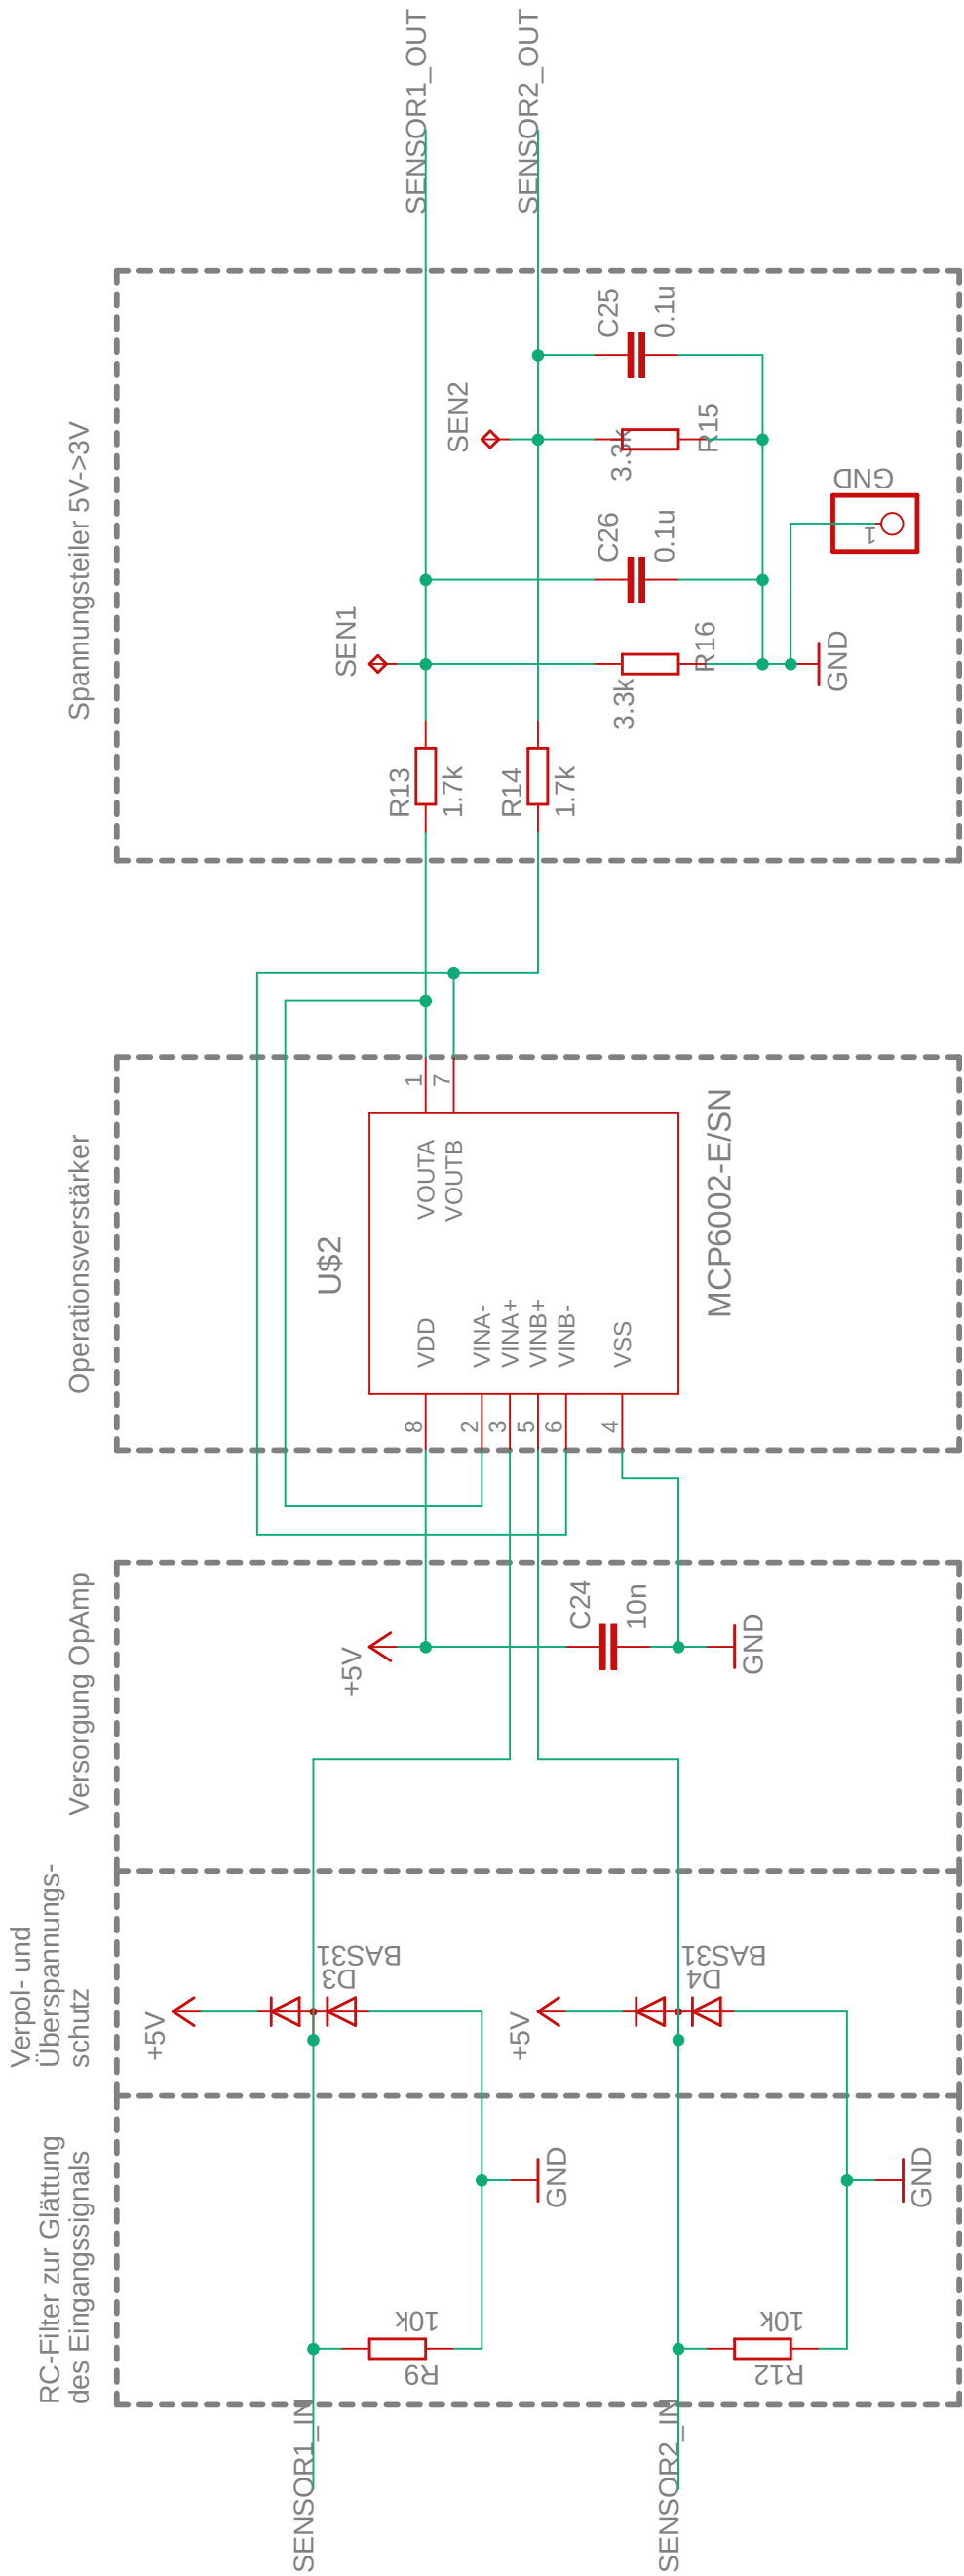 RC-Filter zur Glättung
des Eingangssignals
Verpol- und
Überspannungs-
schutz
Versorgung OpAmp
Operationsverstärker
Spannungsteiler 5V->3V
SENSOR1_IN
SENSOR2_IN
R9
10k
R12
10k
GND
GND
+5V
D3
BAS31
+5V
D4
BAS31
+5V
C24
10n
GND
U$2
MCP6002-E/SN
8
VDD
2
VINA-
3
VINA+
5
VINB+
6
VINB-
4
VSS
VOUTA
1
VOUTB
7
R13
1.7k
R14
1.7k
SEN1
3.3k
R16
C26
0.1u
SEN2
3.3k
R15
C25
0.1u
GND
1
GND
SENSOR1_OUT
SENSOR2_OUT